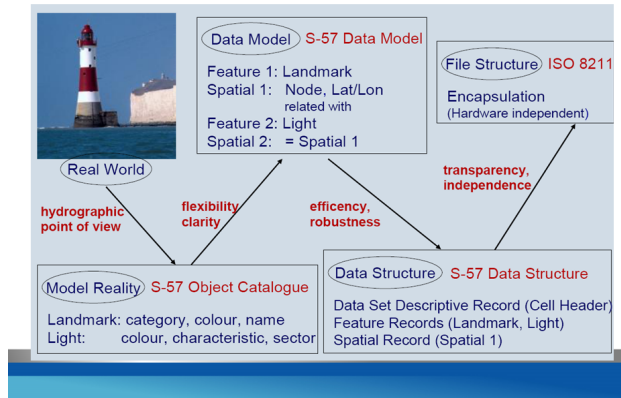 Real World
hydrographic
point of view
Model Reality S-57 Object Catalogue
Landmark: category, colour, name
Light: colour, characteristic, sector
flexibility,
clarity
Data Model S-57 Data Model
Feature 1: Landmark
Spatial 1: Node, Lat/Lon
related with
Feature 2: Light
Spatial 2: = Spatial 1
efficency,
robustness
Data Structure S-57 Data Structure
Data Set Descriptive Record (Cell Header)
Feature Records (Landmark, Light)
Spatial Record (Spatial 1)
transparency,
independence
File Structure ISO 8211
Encapsulation
(Hardware independent)